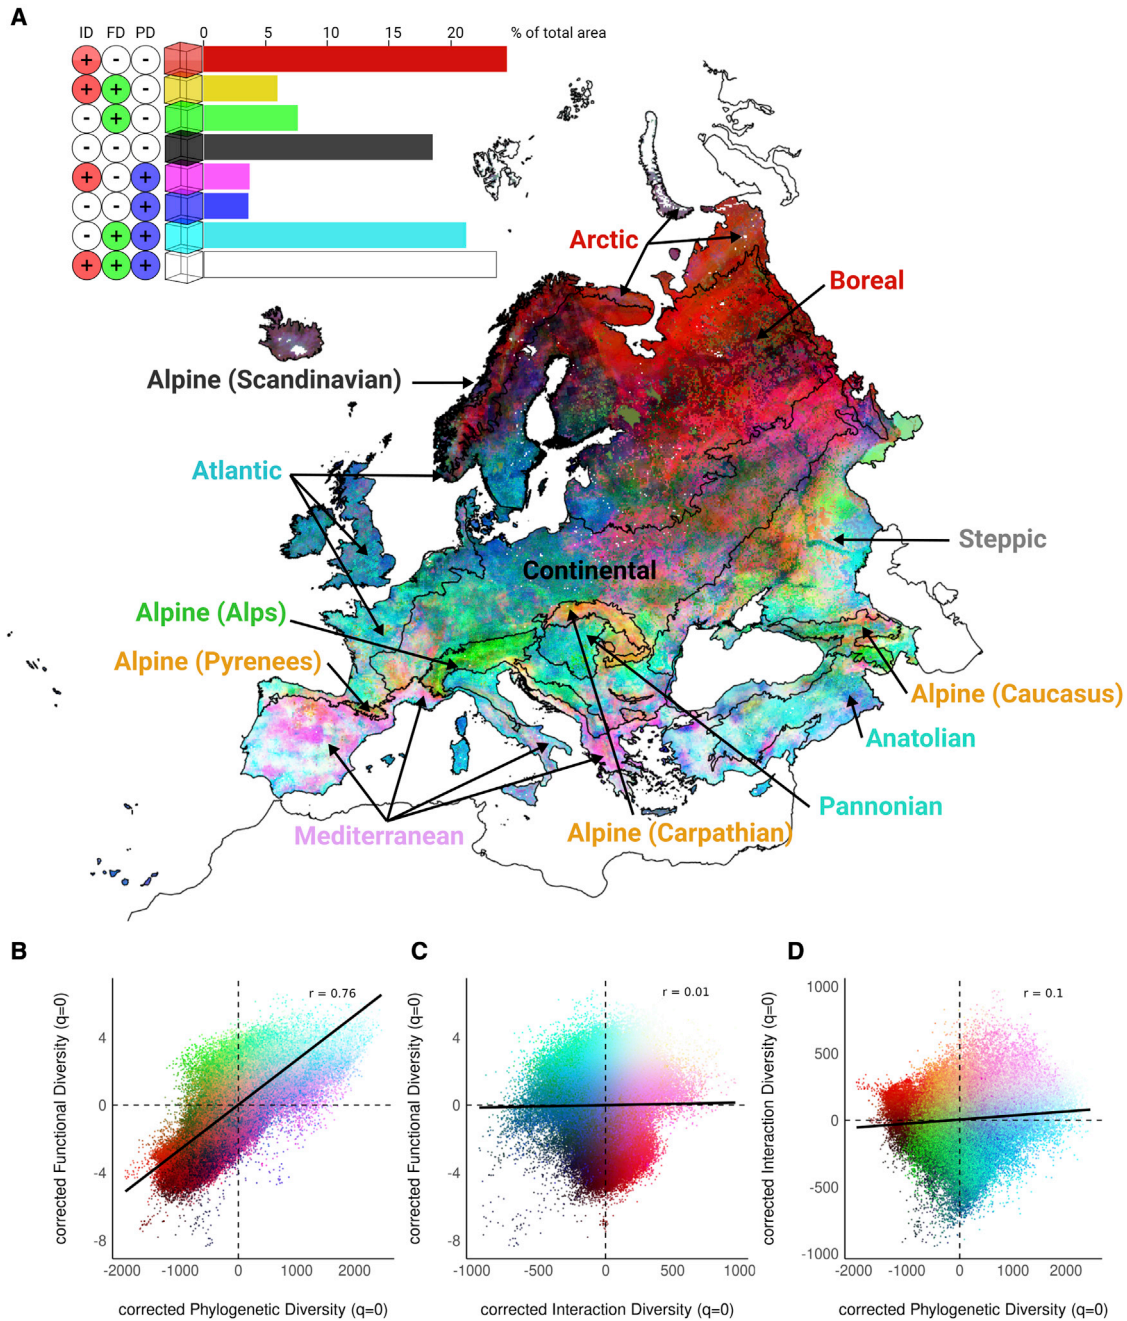 A
ID FD PD 0 5 10 15 20 % of total area
+ - -
+ + -
- + -
- - -
+ - +
- - +
- + +
+ + +
Arctic
Boreal
Alpine (Scandinavian)
Atlantic
Steppic
Continental
Alpine (Alps)
Alpine (Pyrenees)
Alpine (Caucasus)
Anatolian
Pannonian
Mediterranean
Alpine (Carpathian)
B
r = 0.76
corrected Functional Diversity (q=0)
4
0
-4
-8
-2000 -1000 0 1000 2000
corrected Phylogenetic Diversity (q=0)
C
r = 0.01
corrected Functional Diversity (q=0)
4
0
-4
-8
-1000 -500 0 500 1000
corrected Interaction Diversity (q=0)
D
r = 0.1
corrected Interaction Diversity (q=0)
1000
500
0
-500
-1000
-2000 -1000 0 1000 2000
corrected Phylogenetic Diversity (q=0)